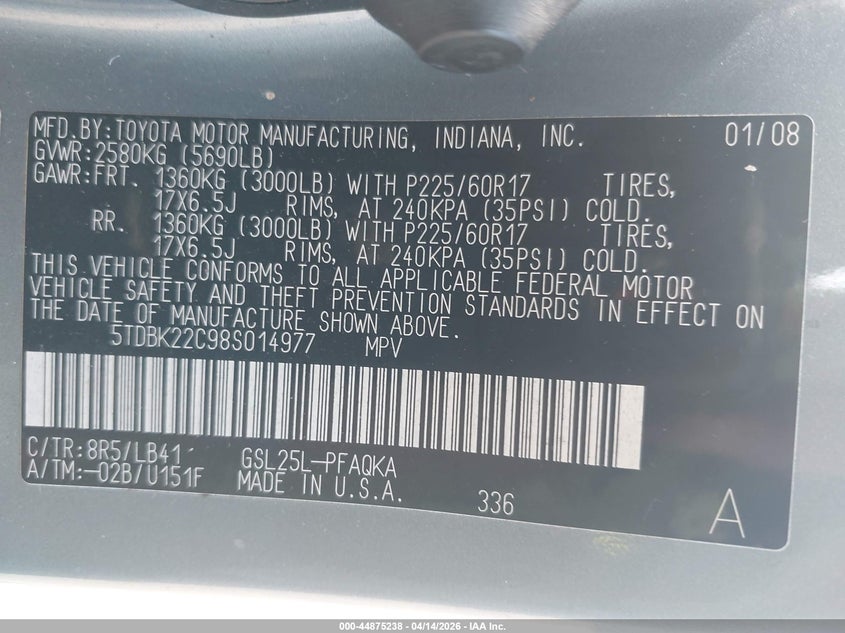 MFD.BY:TOYOTA MOTOR MANUFACTURING, INDIANA, INC. 01/08
GVWR:2580KG (5690LB)
GAWR:FRT. 1360KG (3000LB) WITH P225/60R17 TIRES,
17X6.5J RIMS, AT 240KPA (35PSI) COLD.
RR. 1360KG (3000LB) WITH P225/60R17 TIRES,
17X6.5J RIMS, AT 240KPA (35PSI) COLD.
THIS VEHICLE CONFORMS TO ALL APPLICABLE FEDERAL MOTOR
VEHICLE SAFETY AND THEFT PREVENTION STANDARDS IN EFFECT ON
THE DATE OF MANUFACTURE SHOWN ABOVE.
5TDBK22C98S014977 MPV
C/TR:8R5/LB41 GSL25L-PFAQKA
A/TM:-02B/U151F MADE IN U.S.A. 336 A
000-44875238 - 04/14/2026 - IAA Inc.